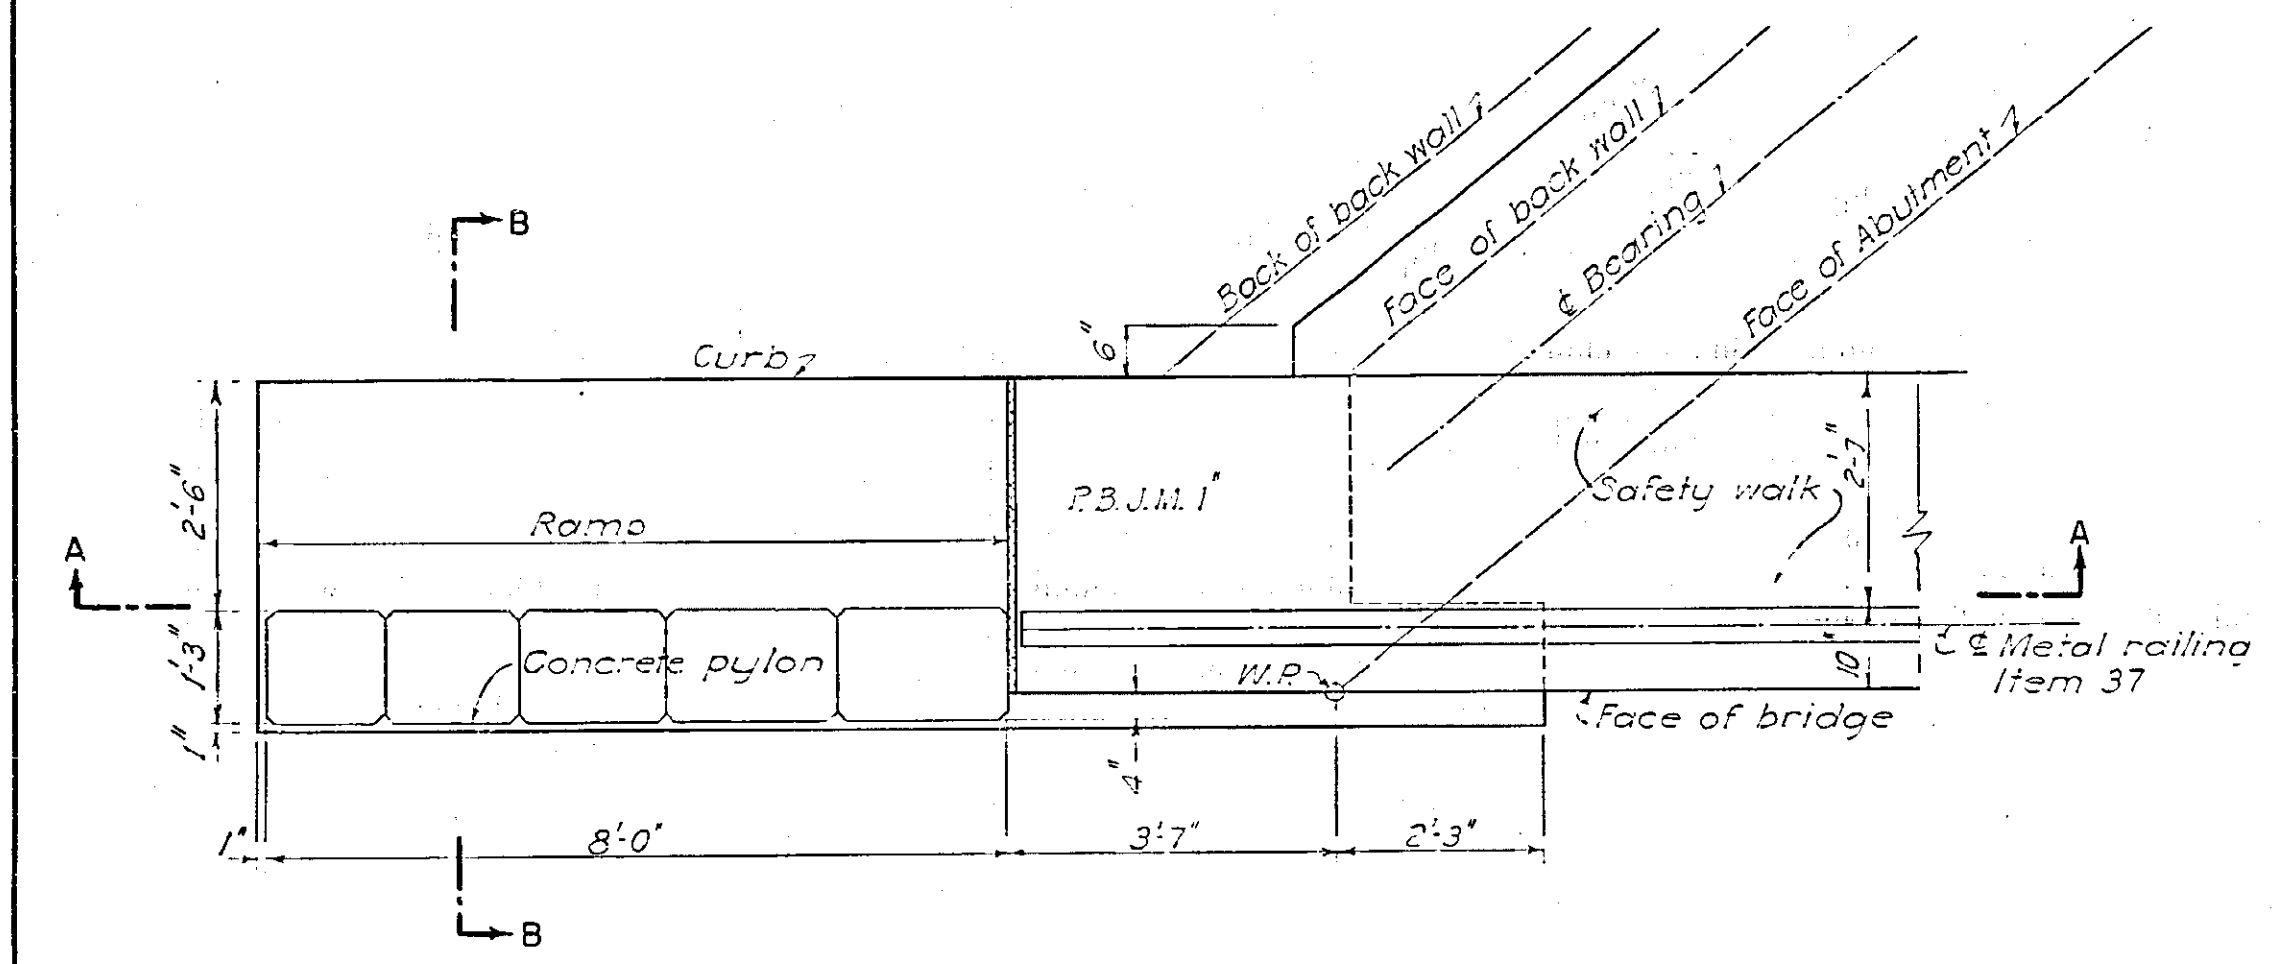 Back of back wall
Face of back wall
℄ Bearing
Face of Abutment
B
6"
Curb
2'-6"
P.B.J.M. 1"
Safety walk
2'-7"
Ramp
A
A
1'-3"
Concrete pylon
W.P.
10"
℄ Metal railing
Item 37
Face of bridge
1"
4"
1"
8'-0"
3'-7"
2'-3"
B